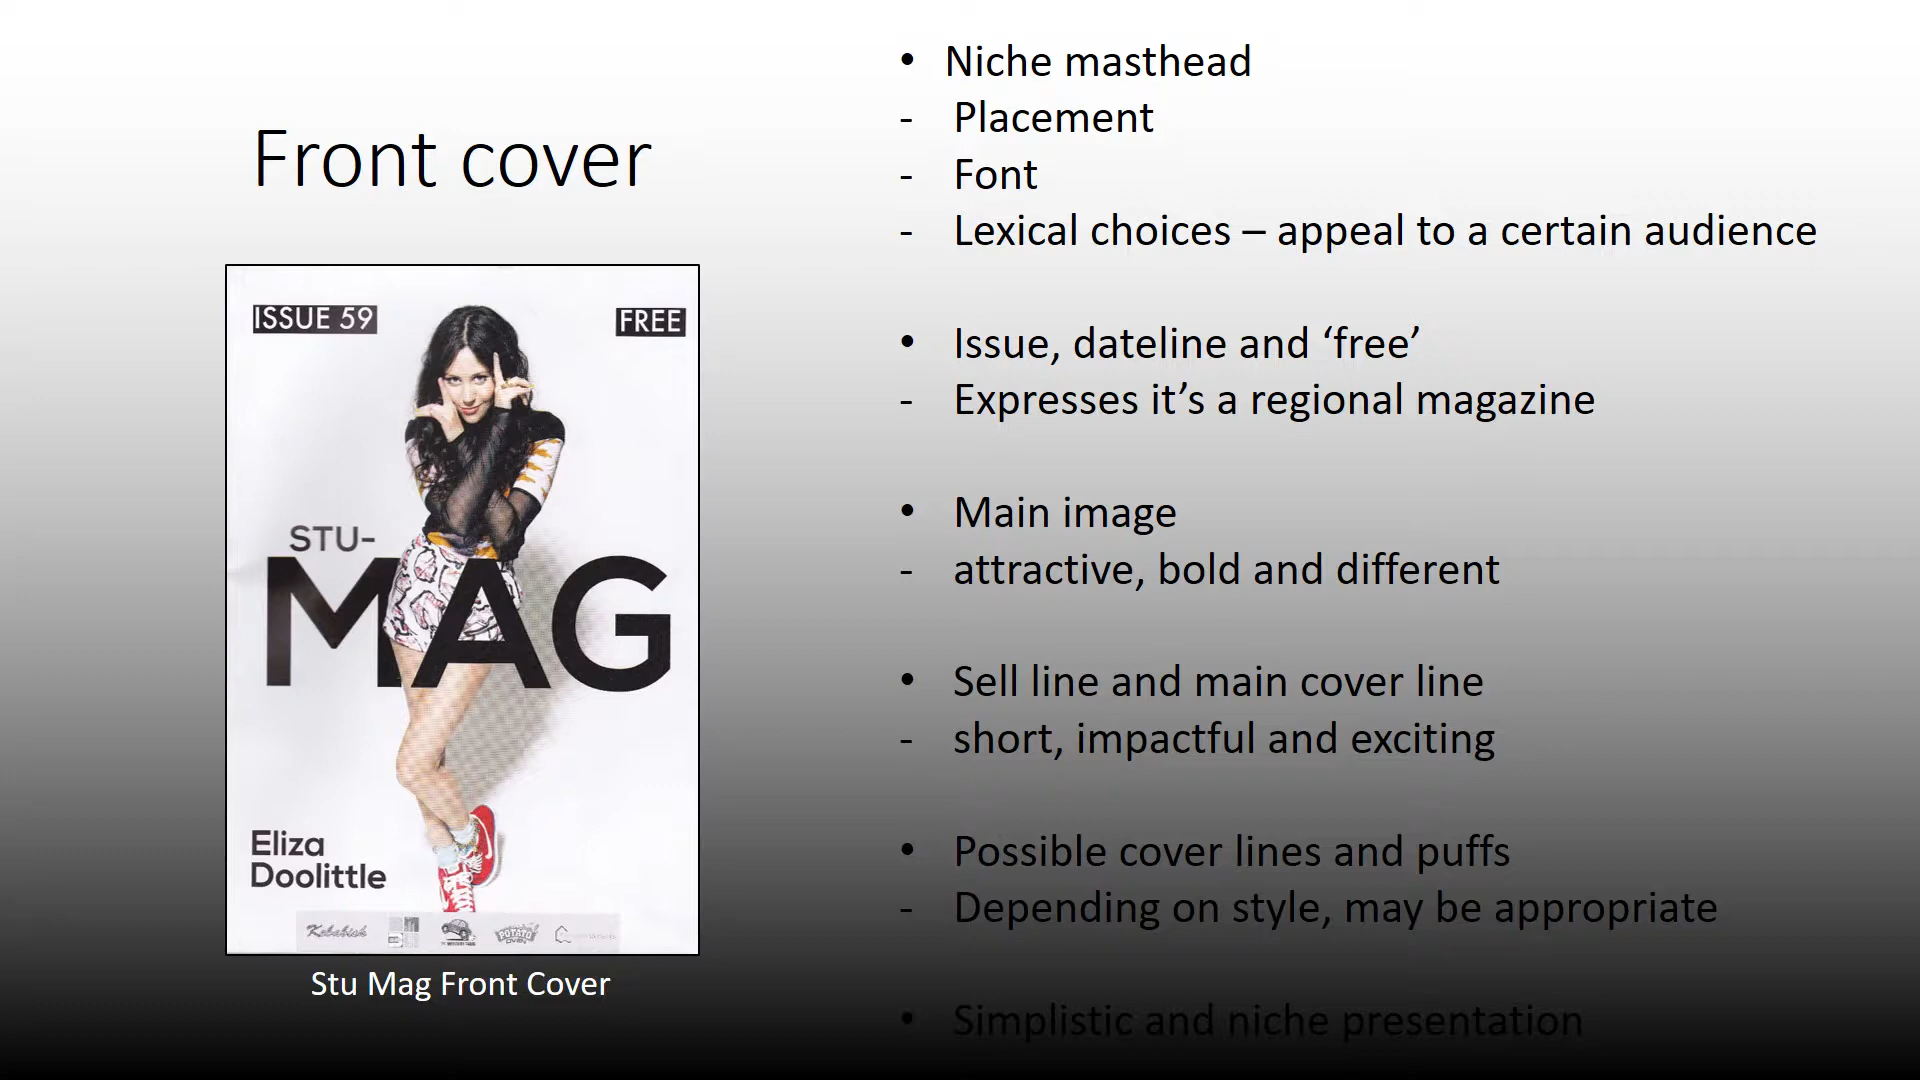 Front cover
ISSUE 59
FREE
STU-
MAG
Eliza
Doolittle
Kababish
POTATO
OVEN
Stu Mag Front Cover
• Niche masthead
- Placement
- Font
- Lexical choices – appeal to a certain audience
• Issue, dateline and ‘free’
- Expresses it’s a regional magazine
• Main image
- attractive, bold and different
• Sell line and main cover line
- short, impactful and exciting
• Possible cover lines and puffs
- Depending on style, may be appropriate
• Simplistic and niche presentation